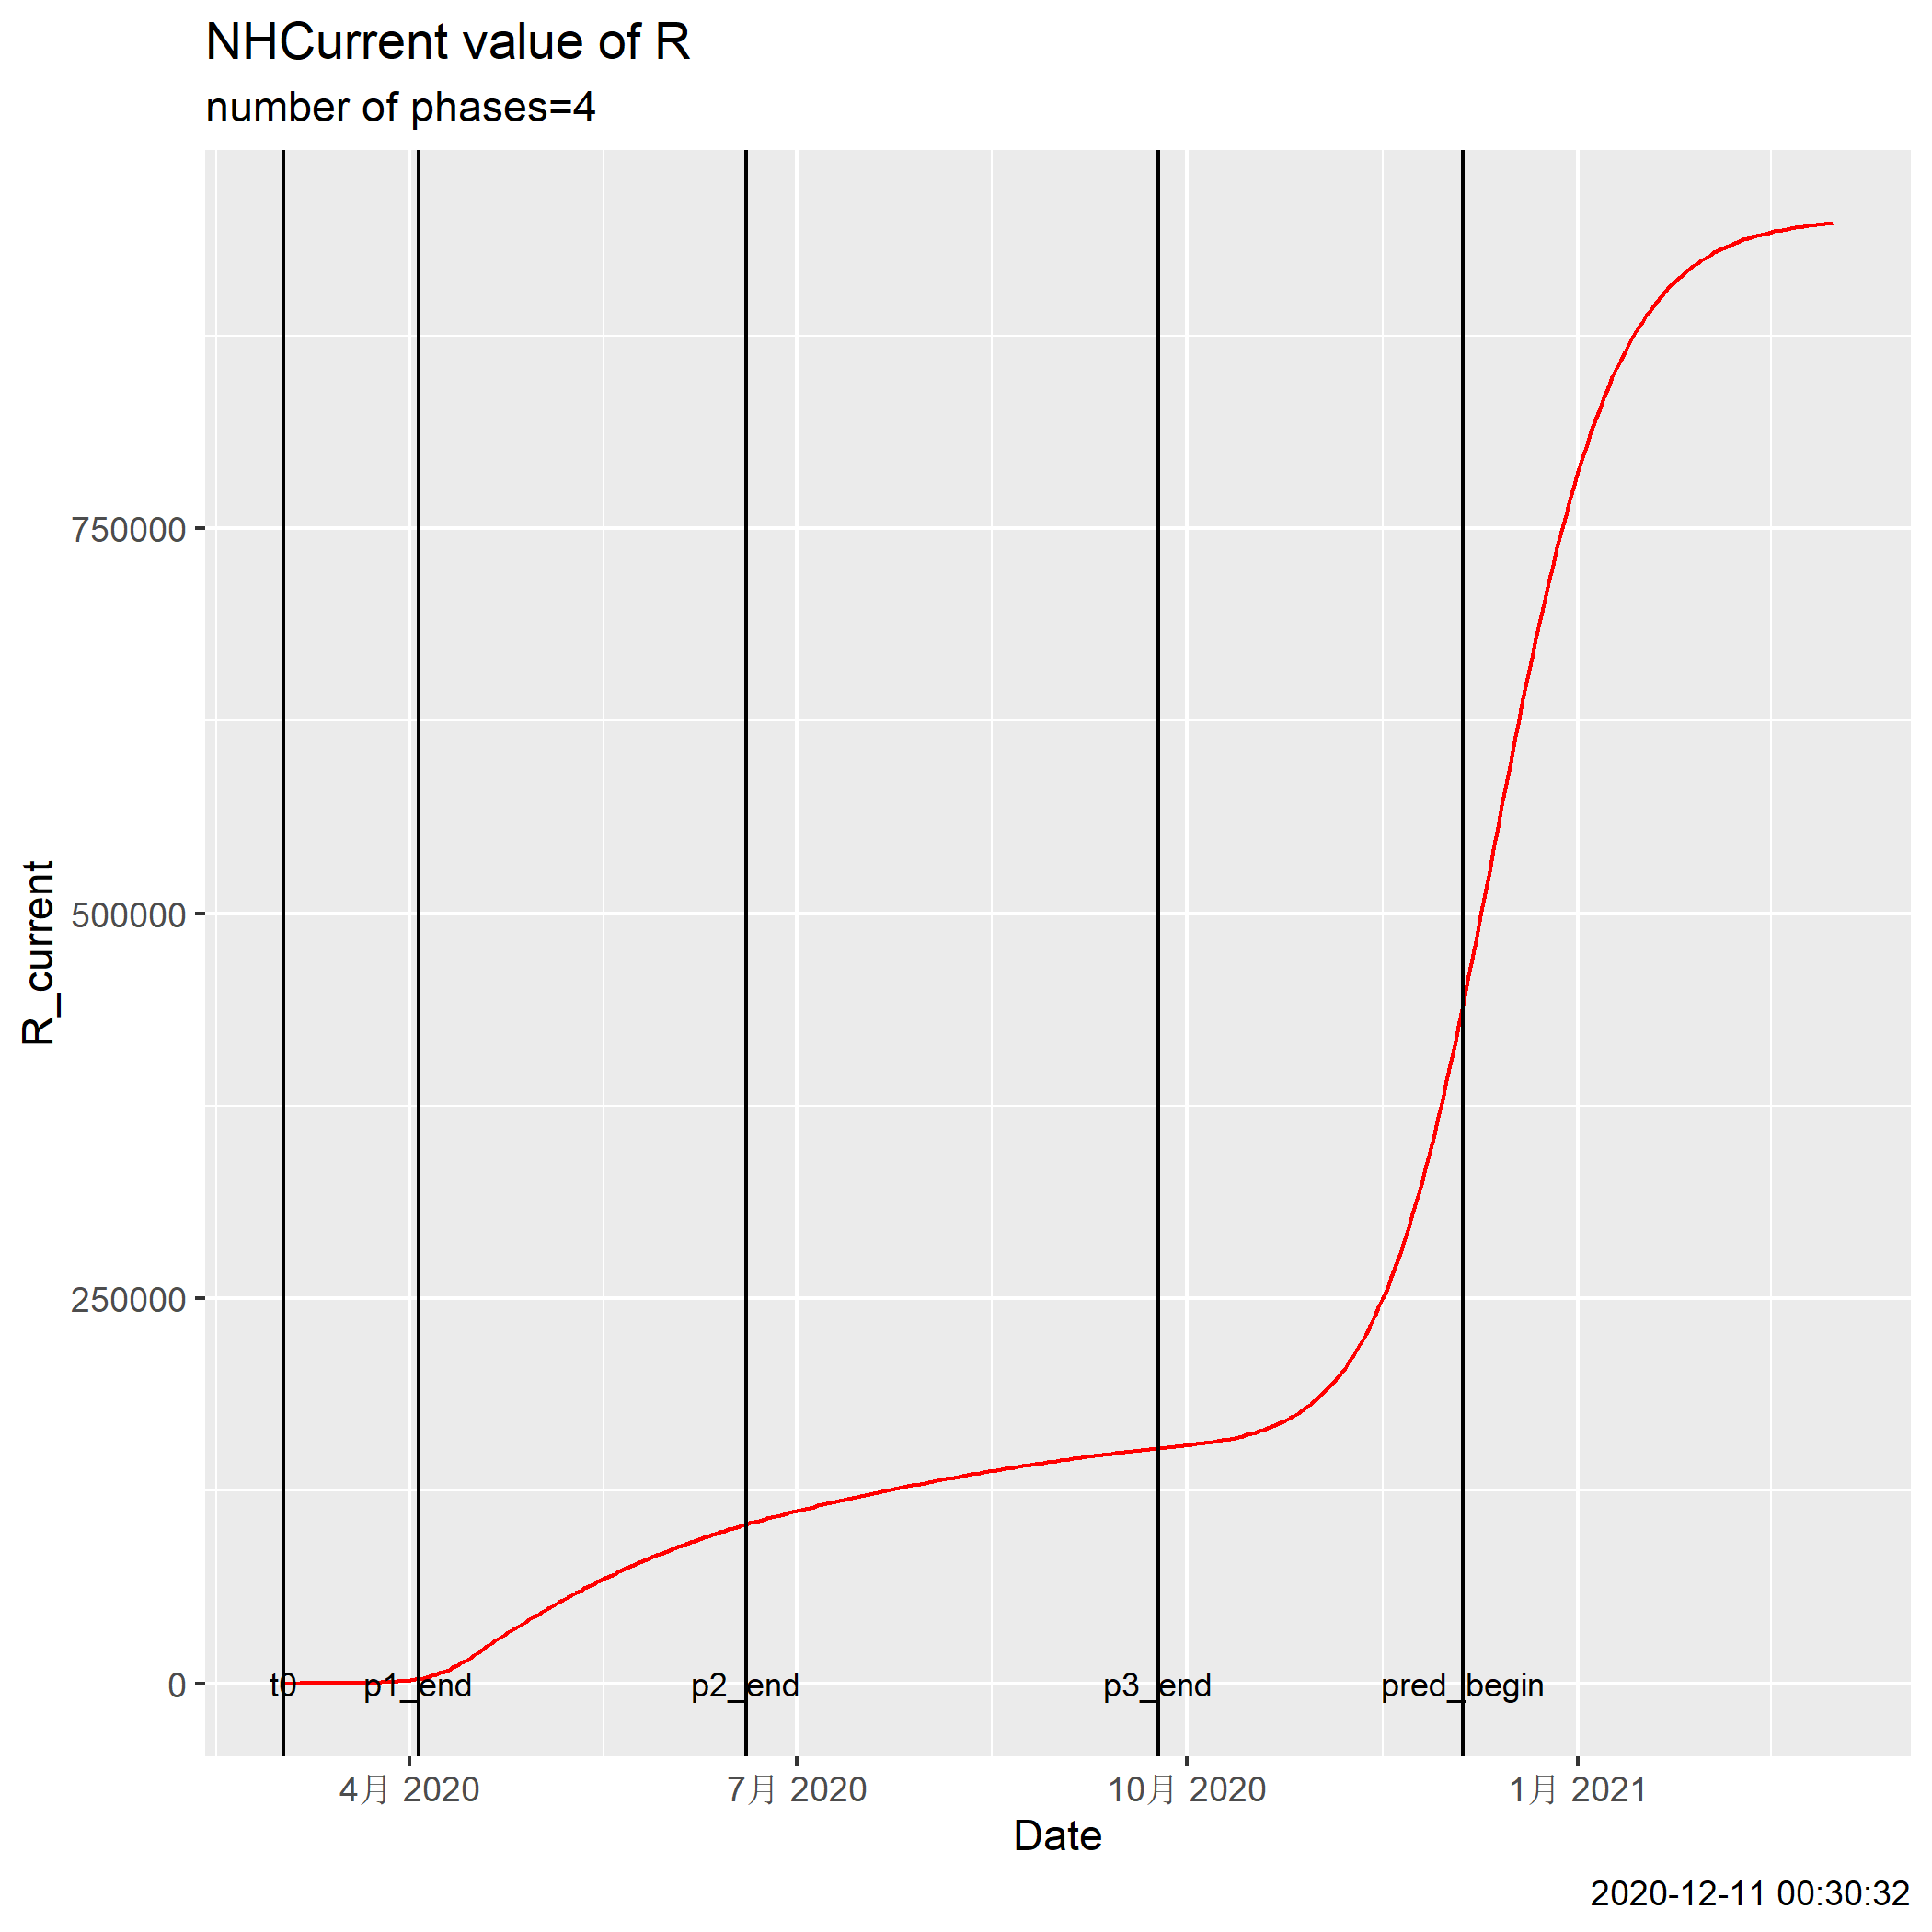 NHCurrent value of R
number of phases=4
R_current
750000
500000
250000
0
t0 p1_end p2_end p3_end pred_begin
4月 2020 7月 2020 10月 2020 1月 2021
Date
2020-12-11 00:30:32